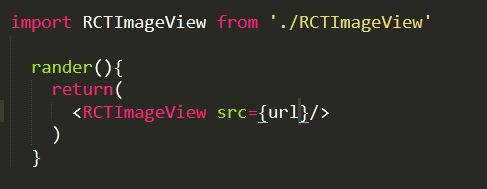 import RCTImageView from './RCTImageView'
rander(){
return(
<RCTImageView src={url}/>
)
}